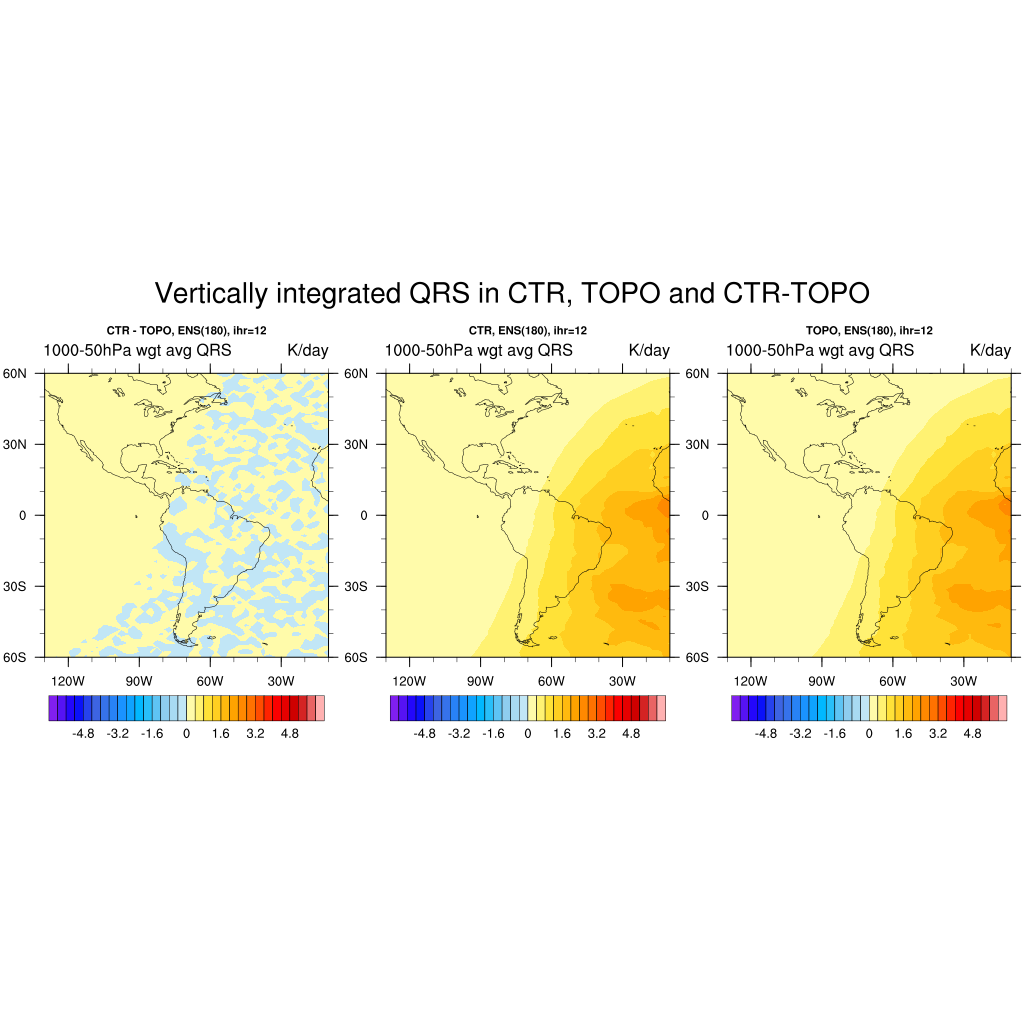 Vertically integrated QRS in CTR, TOPO and CTR-TOPO
CTR - TOPO, ENS(180), ihr=12
1000-50hPa wgt avg QRS K/day
60N
30N
0
30S
60S
120W 90W 60W 30W
-4.8 -3.2 -1.6 0 1.6 3.2 4.8
CTR, ENS(180), ihr=12
1000-50hPa wgt avg QRS K/day
60N
30N
0
30S
60S
120W 90W 60W 30W
-4.8 -3.2 -1.6 0 1.6 3.2 4.8
TOPO, ENS(180), ihr=12
1000-50hPa wgt avg QRS K/day
60N
30N
0
30S
60S
120W 90W 60W 30W
-4.8 -3.2 -1.6 0 1.6 3.2 4.8